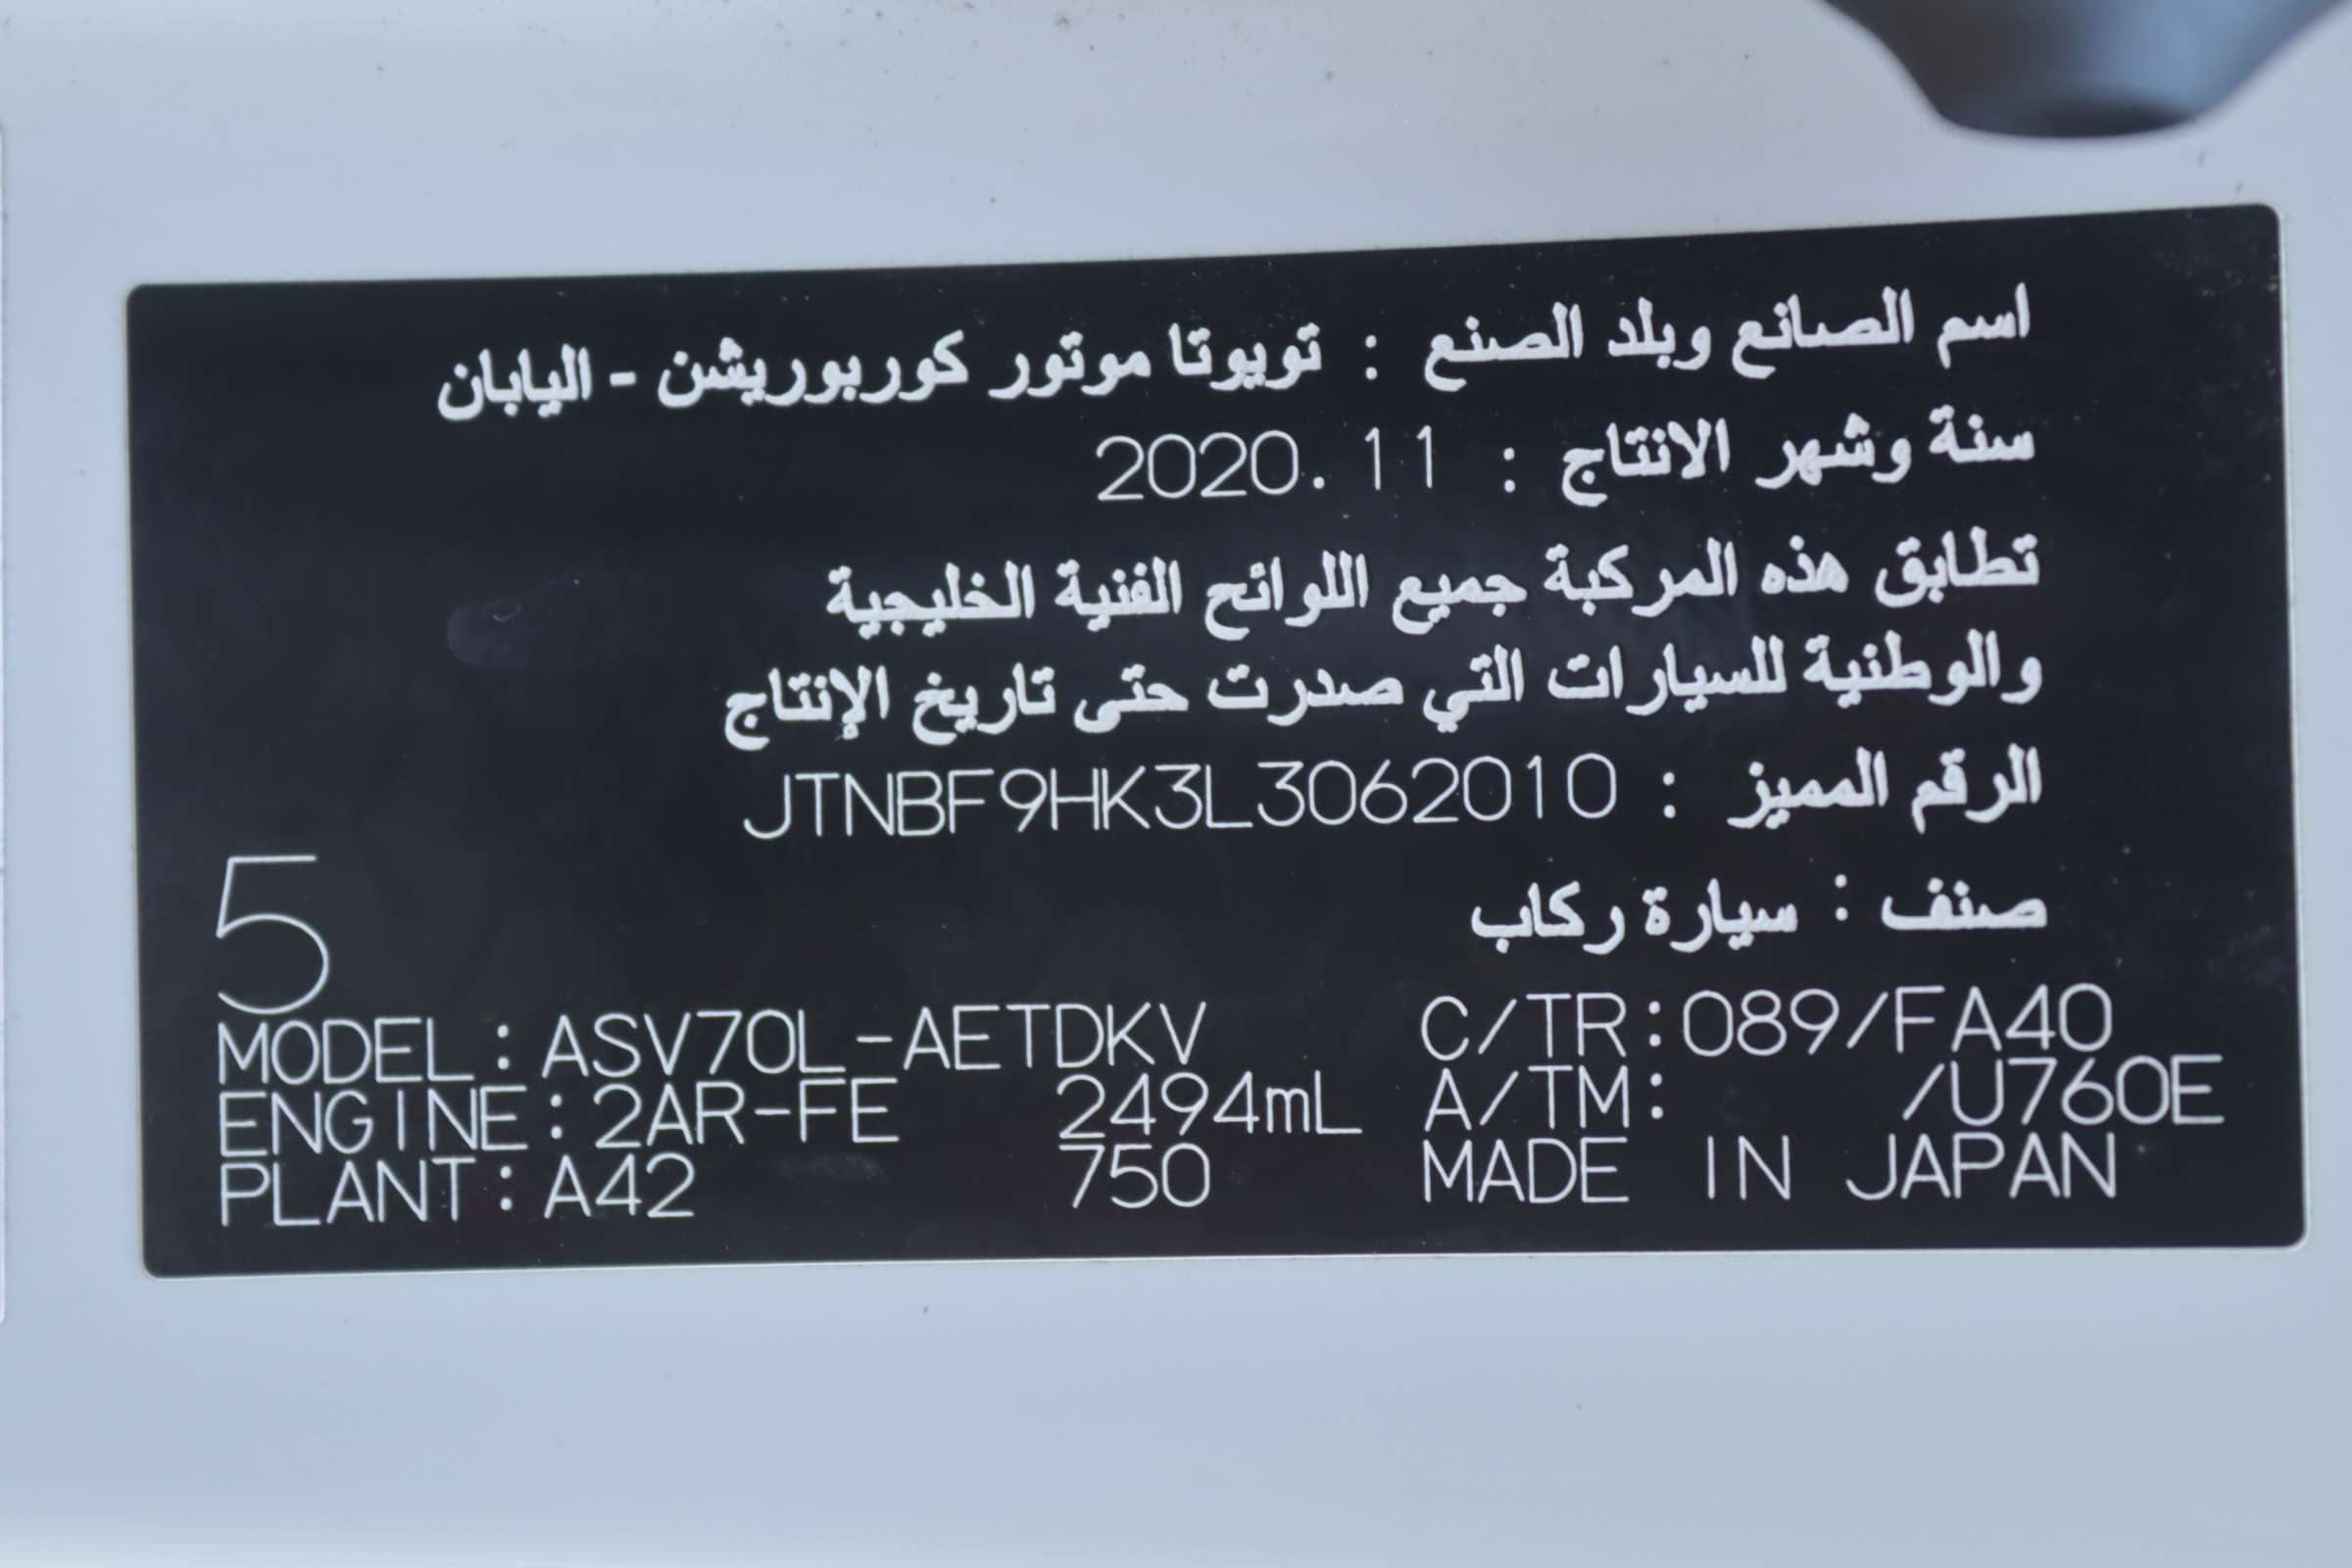 اسم الصانع وبلد الصنع : تويوتا موتور كوربوريشن - اليابان
سنة وشهر الانتاج : 2020.11
تطابق هذه المركبة جميع اللوائح الفنية الخليجية
والوطنية للسيارات التي صدرت حتى تاريخ الإنتاج
الرقم المميز : JTNBF9HK3L3062010
صنف : سيارة ركاب
5
MODEL: ASV70L-AETDKV C/TR:089/FA40
ENGINE: 2AR-FE 2494mL A/TM: /U760E
PLANT: A42 750 MADE IN JAPAN